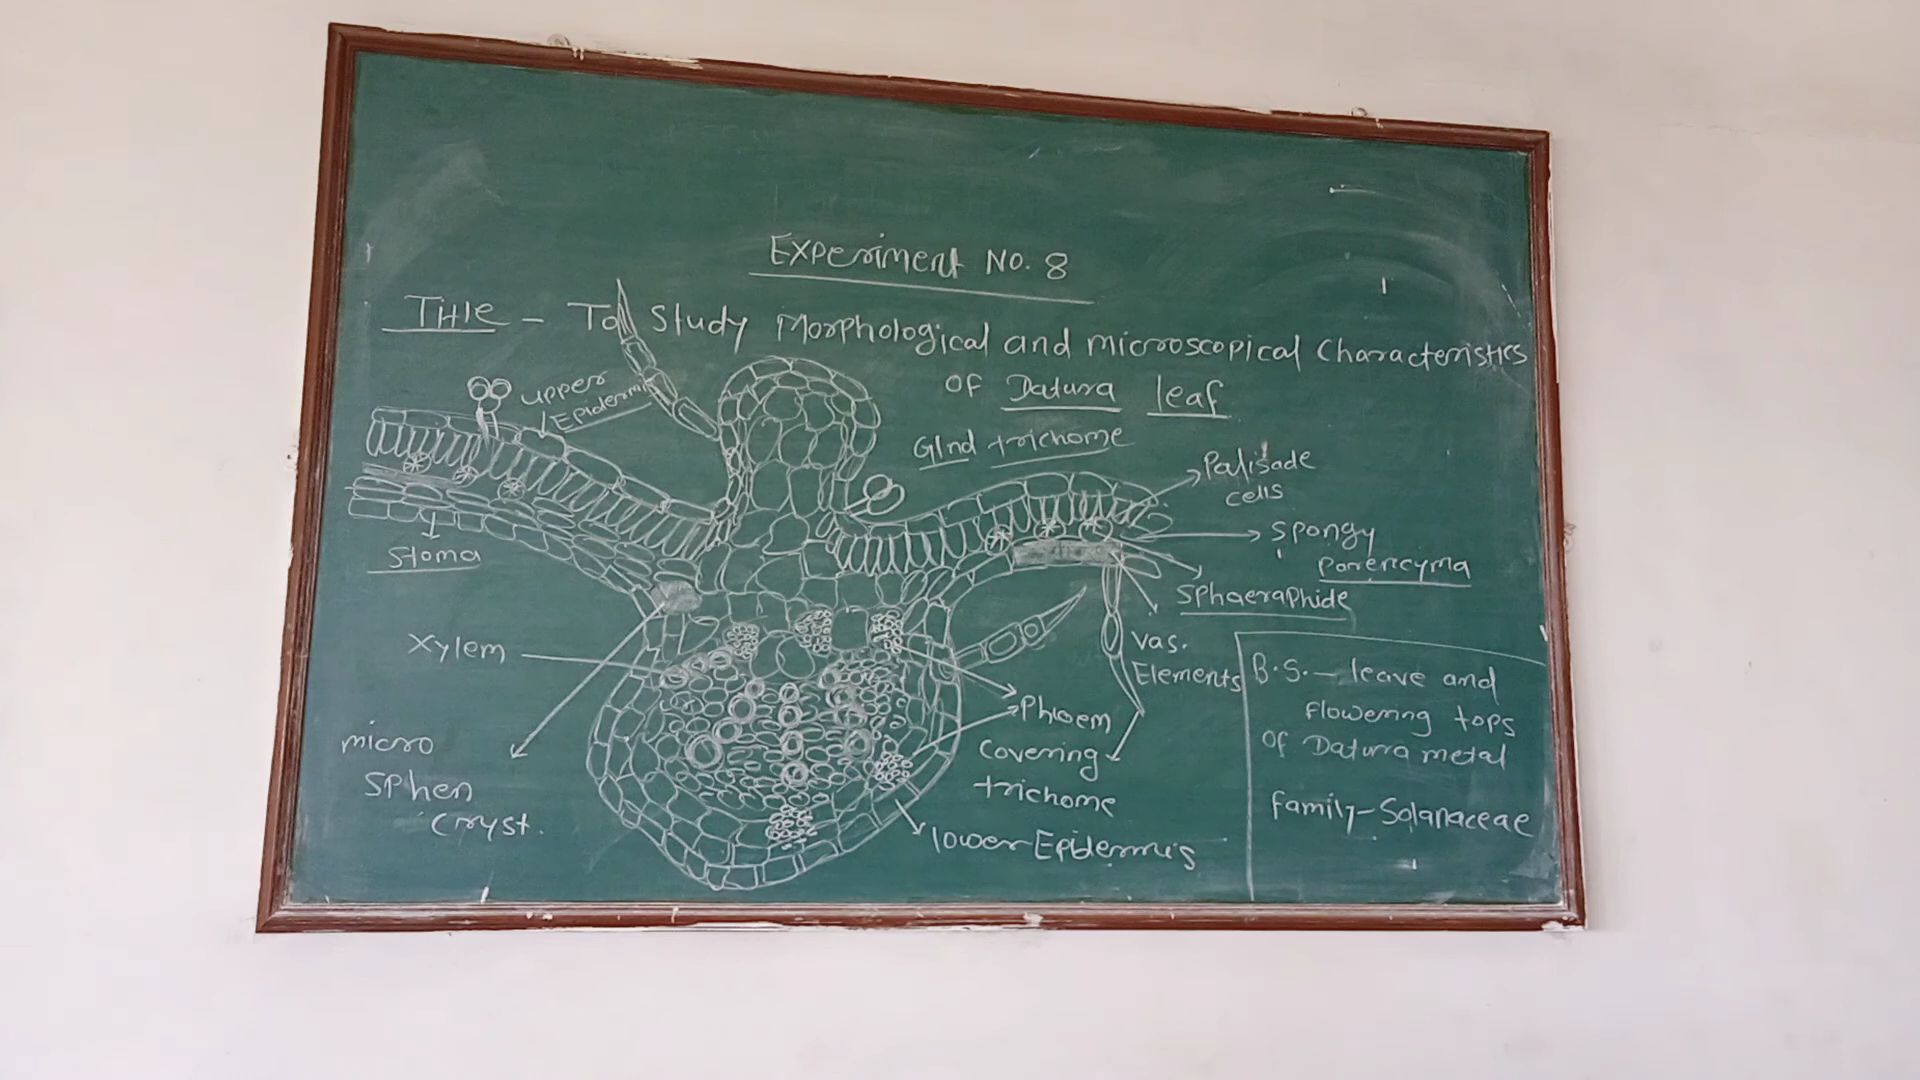 Experiment No. 8
Title - To Study Morphological and microscopical Characteristics
of Datura leaf
upper
Epidermis
Glnd trichome
Palisade
cells
Spongy
Parencyma
Stoma
Sphaeraphide
Xylem
vas.
Elements
Phloem
micro
Sphen
Cryst.
Covering
trichome
lower Epidermis
B.S. - leave and
flowering tops
of Datura metal
family - Solanaceae